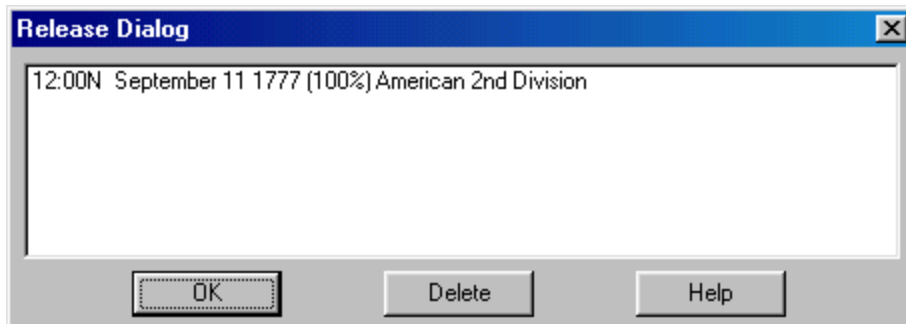 Release Dialog
12:00N September 11 1777 (100%) American 2nd Division
OK Delete Help